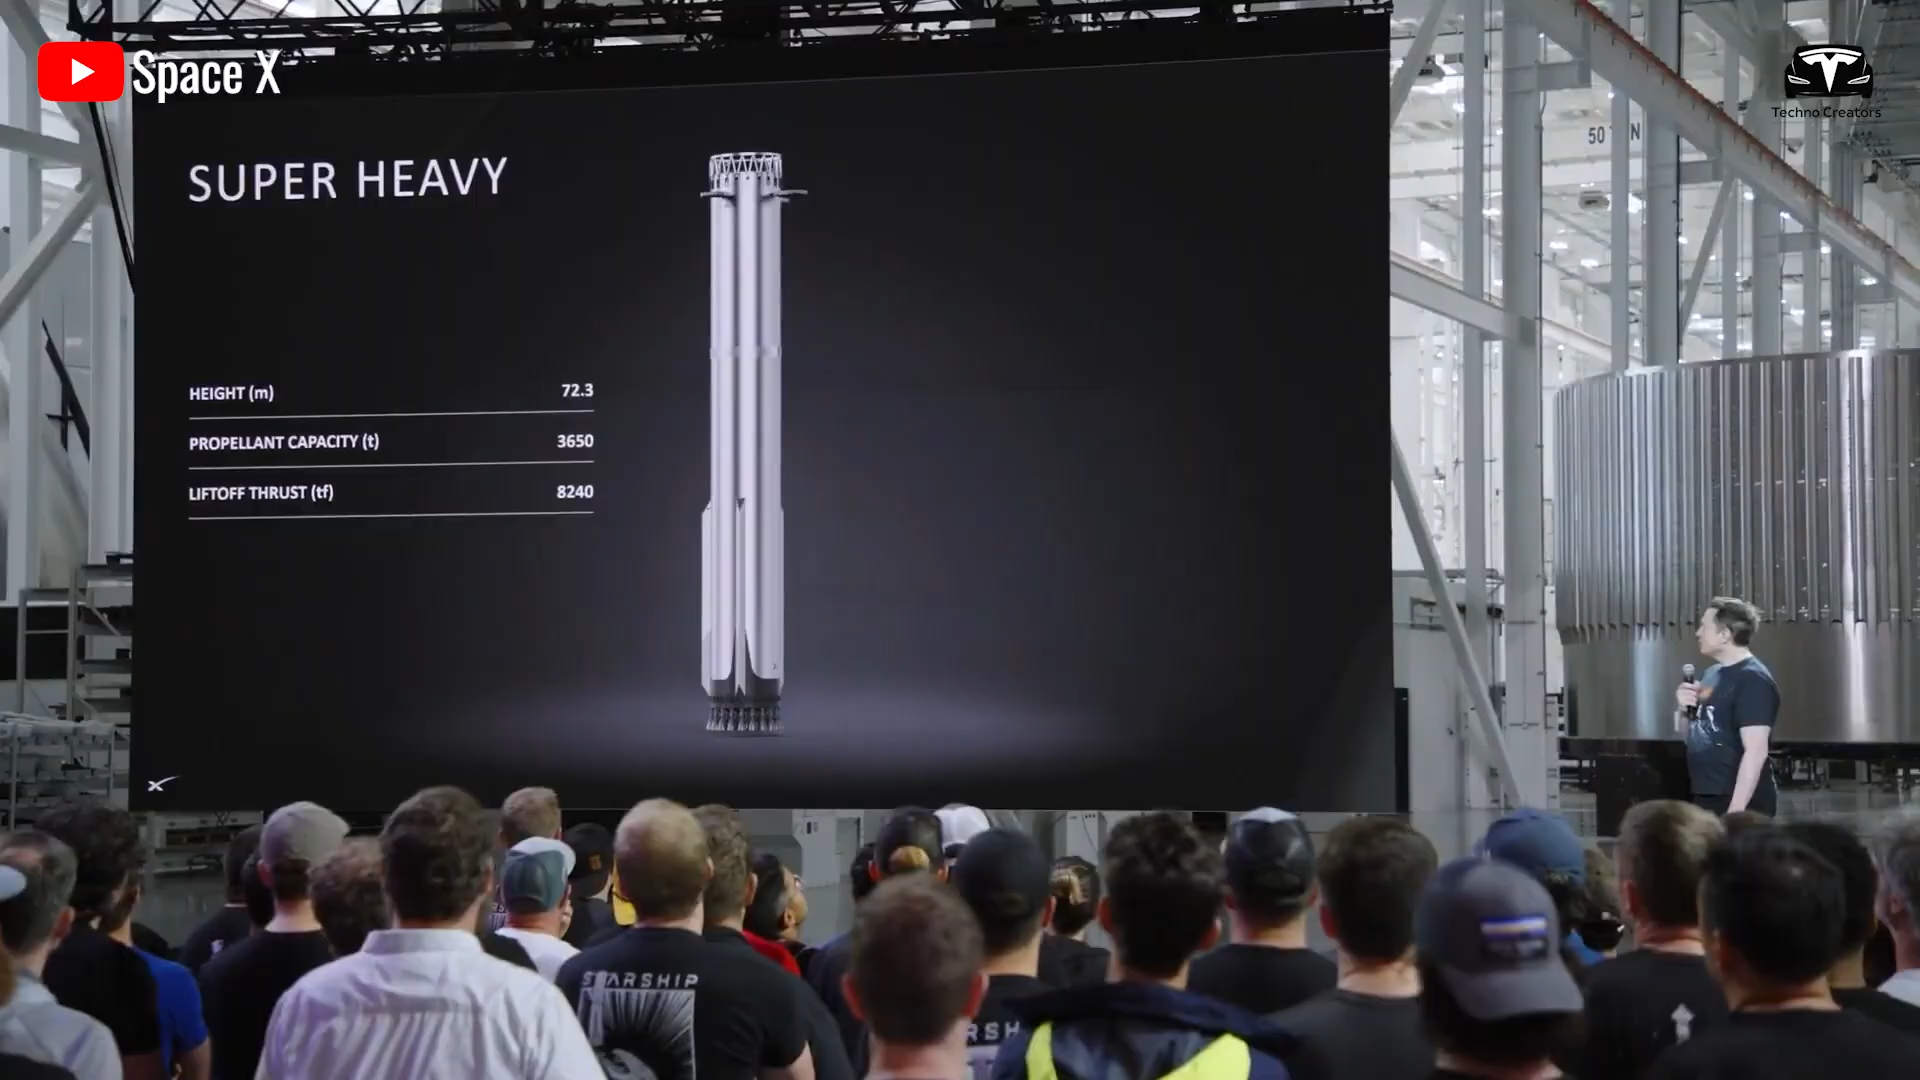 Space X
Techno Creators
SUPER HEAVY
HEIGHT (m) 72.3
PROPELLANT CAPACITY (t) 3650
LIFTOFF THRUST (tf) 8240
STARSHIP